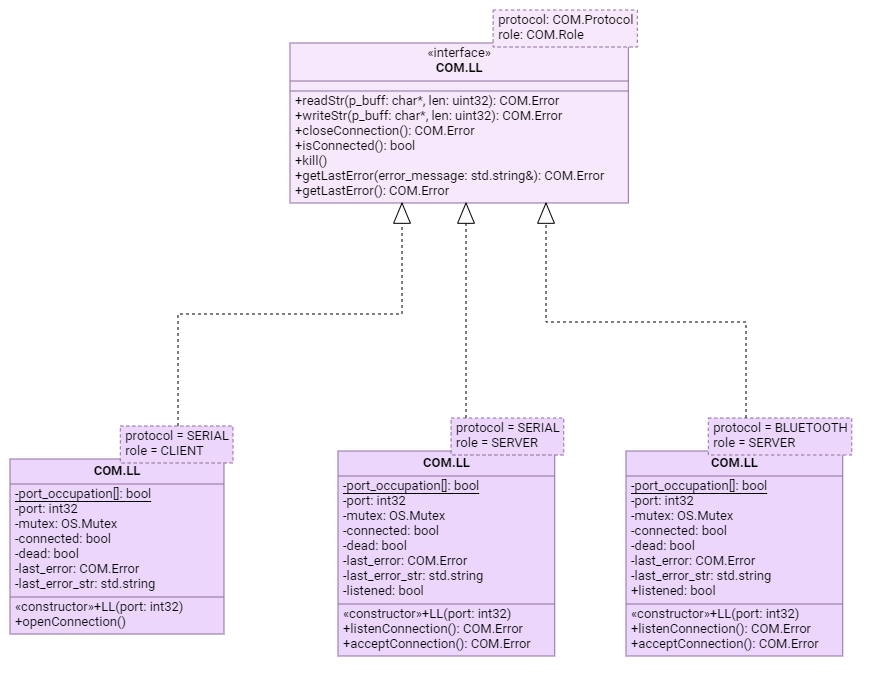 protocol: COM.Protocol
role: COM.Role
«interface»
COM.LL
+readStr(p_buff: char*, len: uint32): COM.Error
+writeStr(p_buff: char*, len: uint32): COM.Error
+closeConnection(): COM.Error
+isConnected(): bool
+kill()
+getLastError(error_message: std.string&): COM.Error
+getLastError(): COM.Error
protocol = SERIAL
role = CLIENT
COM.LL
-port_occupation[]: bool
-port: int32
-mutex: OS.Mutex
-connected: bool
-dead: bool
-last_error: COM.Error
-last_error_str: std.string
«constructor»+LL(port: int32)
+openConnection()
protocol = SERIAL
role = SERVER
COM.LL
-port_occupation[]: bool
-port: int32
-mutex: OS.Mutex
-connected: bool
-dead: bool
-last_error: COM.Error
-last_error_str: std.string
-listened: bool
«constructor»+LL(port: int32)
+listenConnection(): COM.Error
+acceptConnection(): COM.Error
protocol = BLUETOOTH
role = SERVER
COM.LL
-port_occupation[]: bool
-port: int32
-mutex: OS.Mutex
-connected: bool
-dead: bool
-last_error: COM.Error
-last_error_str: std.string
+listened: bool
«constructor»+LL(port: int32)
+listenConnection(): COM.Error
+acceptConnection(): COM.Error